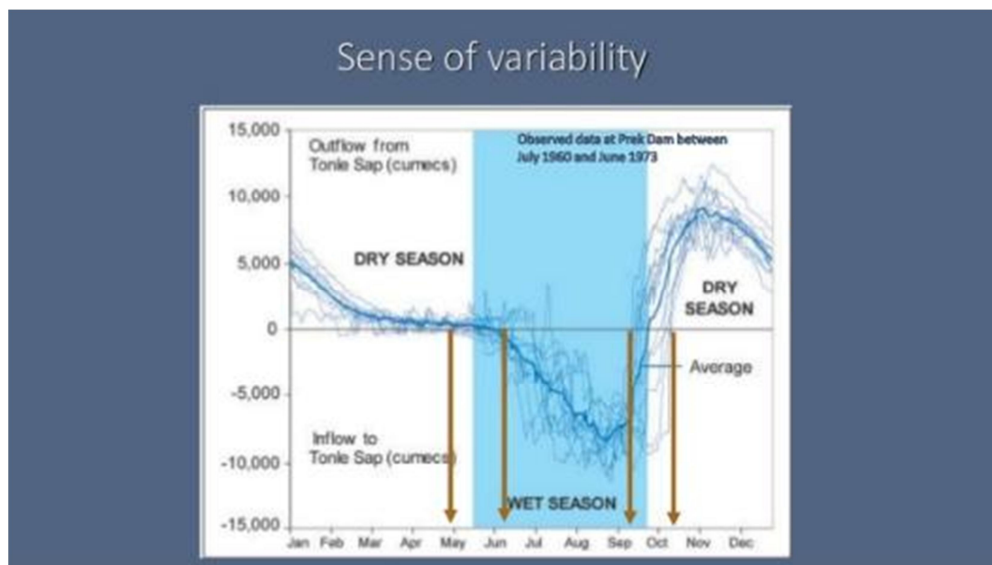 Sense of variability
15,000
10,000
5,000
0
-5,000
-10,000
-15,000
Outflow from
Tonle Sap (cumecs)
Observed data at Prek Dam between
July 1960 and June 1973
DRY SEASON
DRY
SEASON
Average
Inflow to
Tonle Sap (cumecs)
WET SEASON
Jan Feb Mar Apr May Jun Jul Aug Sep Oct Nov Dec